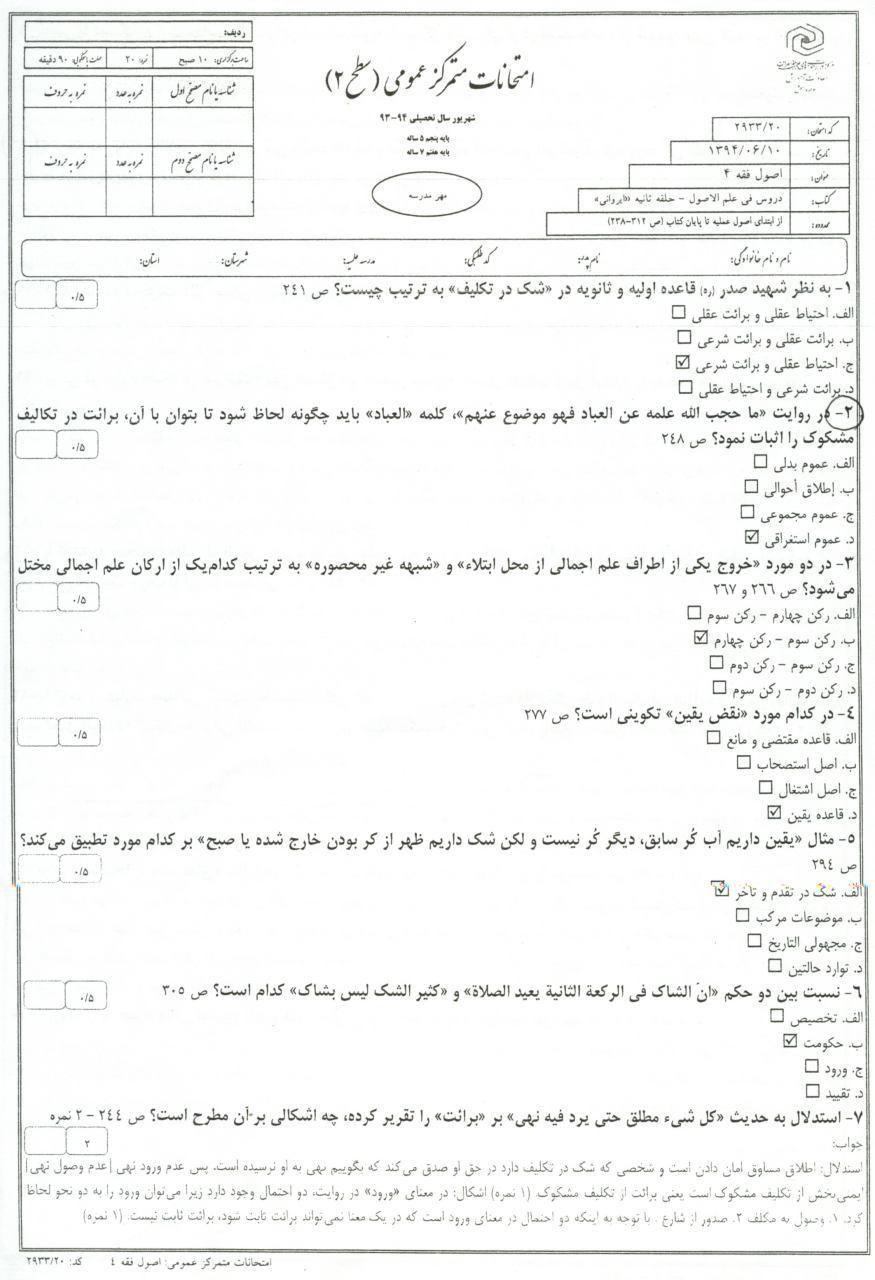 ردیف:
ساعت برگزاری: ۱۰ صبح نمره: ۲۰ مهلت پاسخگویی: ۹۰ دقیقه
شناسه یا نام مصحح اول نمره به عدد نمره به حروف
شناسه یا نام مصحح دوم نمره به عدد نمره به حروف
امتحانات متمرکز عمومی (سطح ۲)
شهریور سال تحصیلی ۹۴-۹۳
پایه پنجم ۵ ساله
پایه هفتم ۷ ساله
مهر مدرسه
کد امتحان: ۲۹۳۳/۲۰
تاریخ: ۱۳۹۴/۰۶/۱۰
عنوان: اصول فقه ۴
کتاب: دروس فی علم الاصول - حلقه ثانیه «ایروانی»
محدوده: از ابتدای اصول عملیه تا پایان کتاب (ص ۳۱۲-۲۳۸)
نام و نام خانوادگی: نام پدر: کد طلبگی: مدرسه علمیه: شهرستان: استان:
۱- به نظر شهید صدر (ره) قاعده اولیه و ثانویه در «شک در تکلیف» به ترتیب چیست؟ ص ۲۴۱
۰/۵
الف. احتیاط عقلی و برائت عقلی
ب. برائت عقلی و برائت شرعی
ج. احتیاط عقلی و برائت شرعی
د. برائت شرعی و احتیاط عقلی
۲- در روایت «ما حجب الله علمه عن العباد فهو موضوع عنهم»، کلمه «العباد» باید چگونه لحاظ شود تا بتوان با آن، برائت در تکالیف
مشکوک را اثبات نمود؟ ص ۲۴۸
۰/۵
الف. عموم بدلی
ب. إطلاق أحوالی
ج. عموم مجموعی
د. عموم استغراقی
۳- در دو مورد «خروج یکی از اطراف علم اجمالی از محل ابتلاء» و «شبهه غیر محصوره» به ترتیب کدام‌یک از ارکان علم اجمالی مختل
می‌شود؟ ص ۲۶۶ و ۲۶۷
۰/۵
الف. رکن چهارم - رکن سوم
ب. رکن سوم - رکن چهارم
ج. رکن سوم - رکن دوم
د. رکن دوم - رکن سوم
۴- در کدام مورد «نقض یقین» تکوینی است؟ ص ۲۷۷
۰/۵
الف. قاعده مقتضی و مانع
ب. اصل استصحاب
ج. اصل اشتغال
د. قاعده یقین
۵- مثال «یقین داریم آب کُر سابق، دیگر کُر نیست و لکن شک داریم ظهر از کر بودن خارج شده یا صبح» بر کدام مورد تطبیق می‌کند؟
ص ۲۹۴
۰/۵
الف. شک در تقدم و تأخر
ب. موضوعات مرکب
ج. مجهولی التاریخ
د. توارد حالتین
۶- نسبت بین دو حکم «انّ الشاک فی الرکعة الثانیة یعید الصلاة» و «کثیر الشک لیس بشاک» کدام است؟ ص ۳۰۵
۰/۵
الف. تخصیص
ب. حکومت
ج. ورود
د. تقیید
۷- استدلال به حدیث «کل شیء مطلق حتی یرد فیه نهی» بر «برائت» را تقریر کرده، چه اشکالی بر آن مطرح است؟ ص ۲۴۴ - ۲ نمره
جواب:
۲
استدلال: اطلاق مساوق امان دادن است و شخصی که شک در تکلیف دارد در حق او صدق می‌کند که بگوییم نهی به او نرسیده است. پس عدم ورود نهی [عدم وصول نهی]
ایمنی‌بخش از تکلیف مشکوک است یعنی برائت از تکلیف مشکوک. (۱ نمره) اشکال: در معنای «ورود» در روایت، دو احتمال وجود دارد زیرا می‌توان ورود را به دو نحو لحاظ
کرد. ۱. وصول به مکلف ۲. صدور از شارع . با توجه به اینکه دو احتمال در معنای ورود است که در یک معنا نمی‌تواند برائت ثابت شود، برائت ثابت نیست. (۱ نمره)
امتحانات متمرکز عمومی: اصول فقه ۴ کد: ۲۹۳۳/۲۰